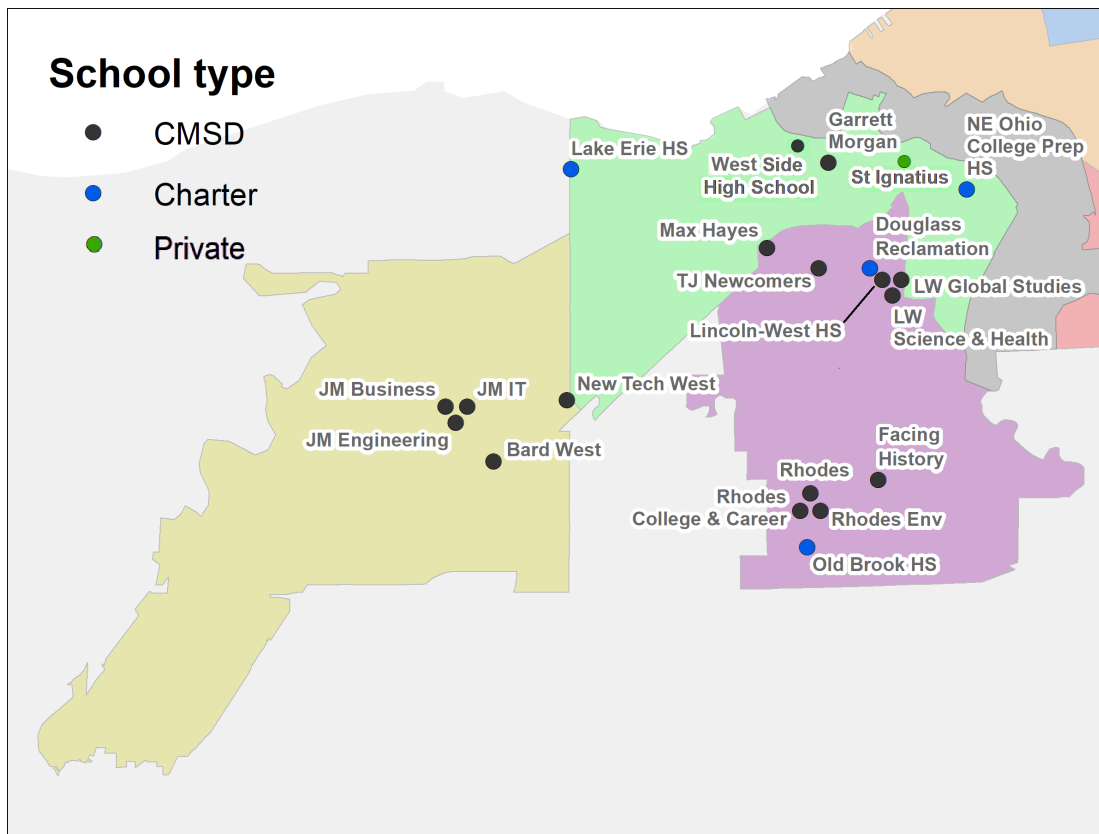 School type
CMSD
Charter
Private
Lake Erie HS
West Side
High School
Garrett
Morgan
St Ignatius
NE Ohio
College Prep
HS
Max Hayes
TJ Newcomers
Douglass
Reclamation
LW Global Studies
Lincoln-West HS
LW
Science & Health
JM Business
JM IT
New Tech West
JM Engineering
Bard West
Facing
History
Rhodes
Rhodes
College & Career
Rhodes Env
Old Brook HS